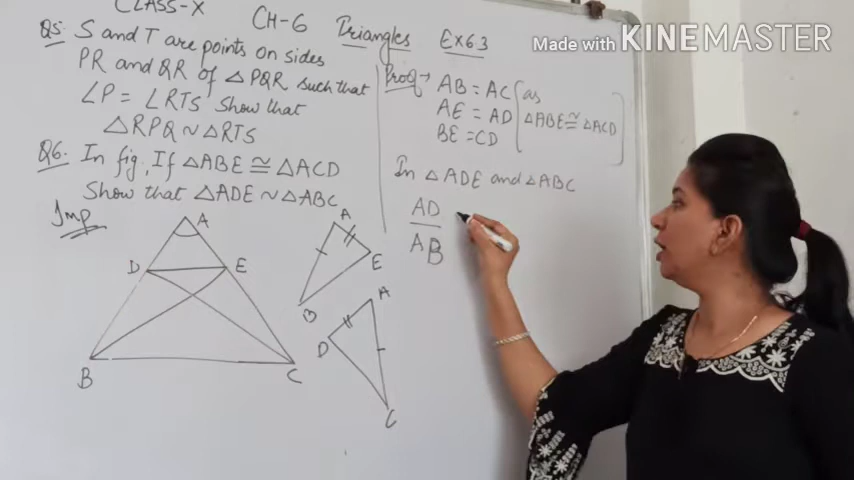 CLASS-X
CH-6 Triangles Ex 6.3
Q5. S and T are points on sides
PR and QR of △PQR such that
∠P = ∠RTS Show that
△RPQ ~ △RTS
Q6. In fig., If △ABE ≅ △ACD
Show that △ADE ~ △ABC
Imp
A
D
E
B
C
A
E
B
A
D
C
Proof → AB = AC
AE = AD
BE = CD
as
△ABE ≅ △ACD
In △ADE and △ABC
AD
AB
Made with KINEMASTER